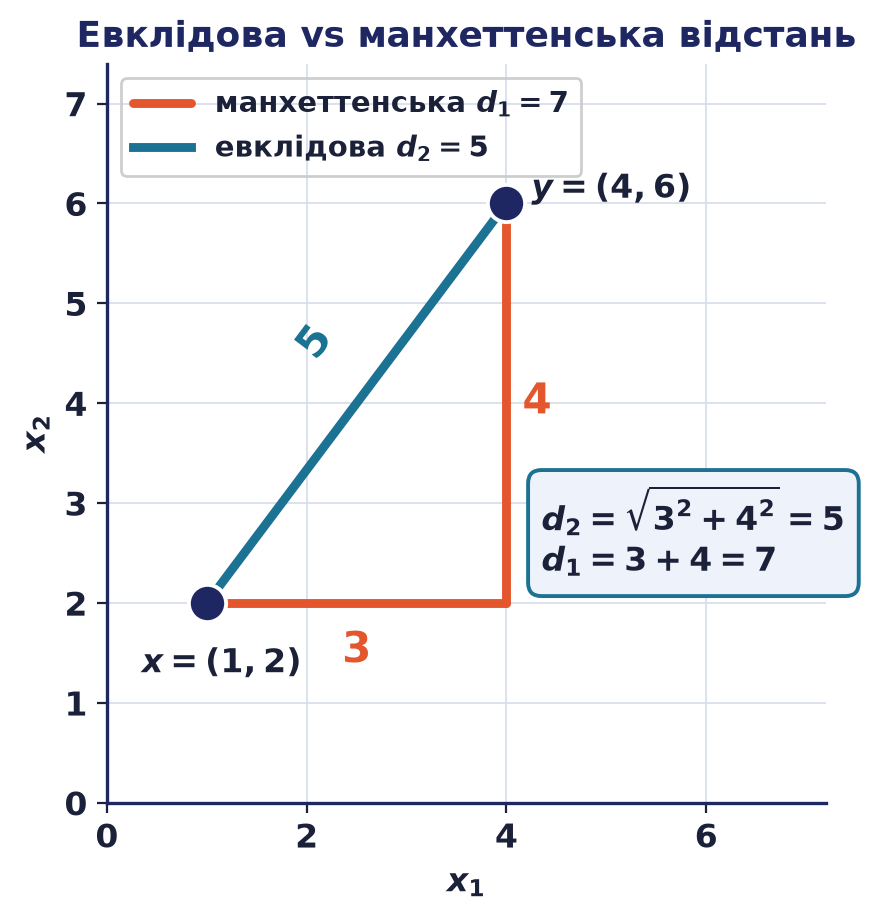 Евклідова vs манхеттенська відстань
манхеттенська d₁ = 7
евклідова d₂ = 5
y = (4, 6)
7
6
5
4
3
2
1
0
x₂
5
4
d₂ = √(3² + 4²) = 5
d₁ = 3 + 4 = 7
x = (1, 2)
3
0
2
4
6
x₁